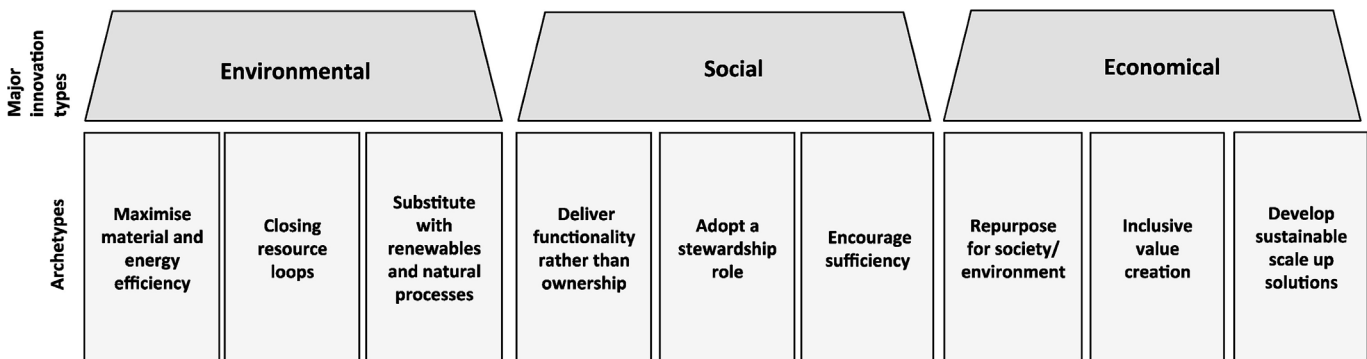 Major
innovation
types
Environmental
Social
Economical
Archetypes
Maximise
material and
energy
efficiency
Closing
resource
loops
Substitute
with
renewables
and natural
processes
Deliver
functionality
rather than
ownership
Adopt a
stewardship
role
Encourage
sufficiency
Repurpose
for society/
environment
Inclusive
value
creation
Develop
sustainable
scale up
solutions